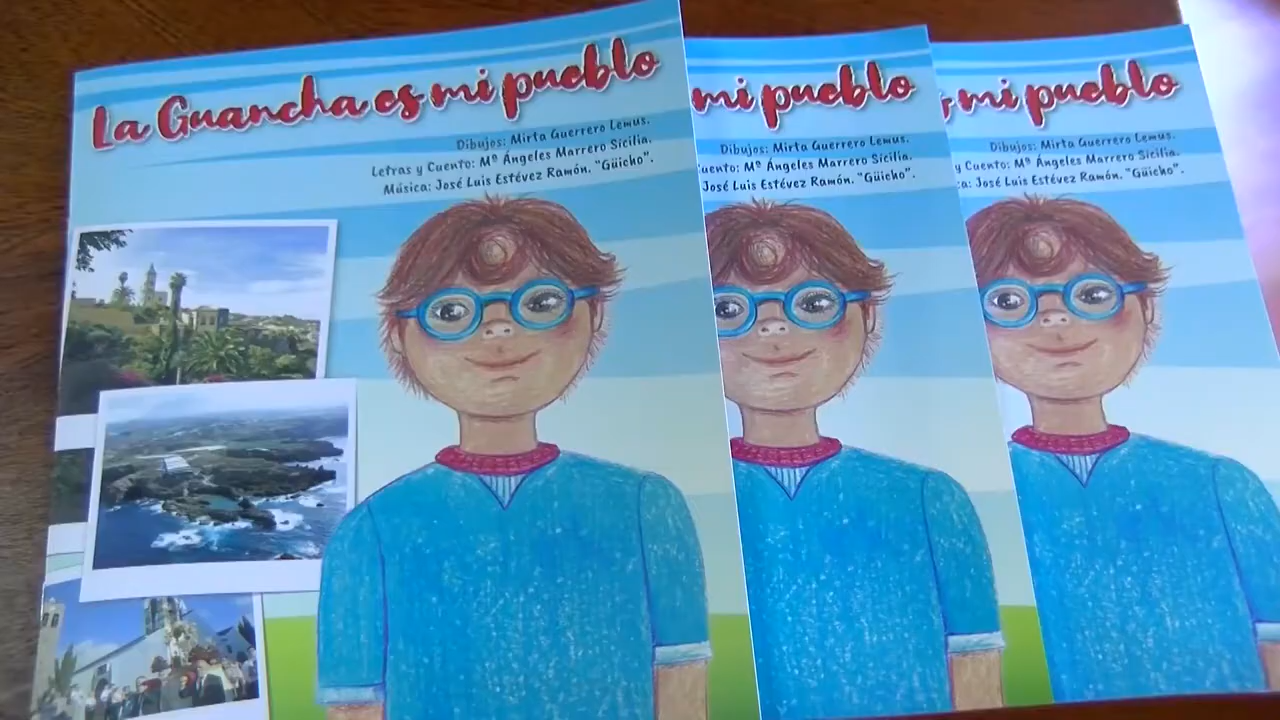 La Guancha es mi pueblo
Dibujos: Mirta Guerrero Lemus.
Letras y Cuento: Mª Ángeles Marrero Sicilia.
Música: José Luis Estévez Ramón. "Güicho".
mi pueblo
Dibujos: Mirta Guerrero Lemus.
uento: Mª Ángeles Marrero Sicilia.
José Luis Estévez Ramón. "Güicho".
s mi pueblo
Dibujos: Mirta Guerrero Lemus.
y Cuento: Mª Ángeles Marrero Sicilia.
ca: José Luis Estévez Ramón. "Güicho".